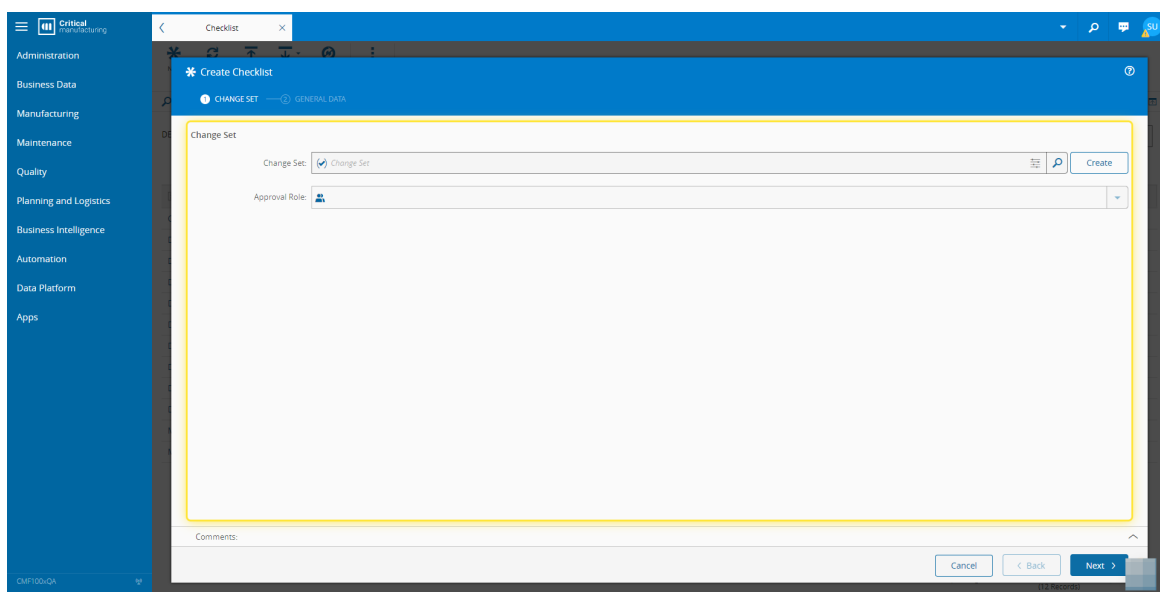 Critical
manufacturing
Checklist
SU
Administration
Business Data
Manufacturing
Maintenance
Quality
Planning and Logistics
Business Intelligence
Automation
Data Platform
Apps
CMF100xQA
Create Checklist
1 CHANGE SET 2 GENERAL DATA
Change Set
Change Set: Change Set Create
Approval Role:
Comments:
Cancel Back Next
(12 Records)